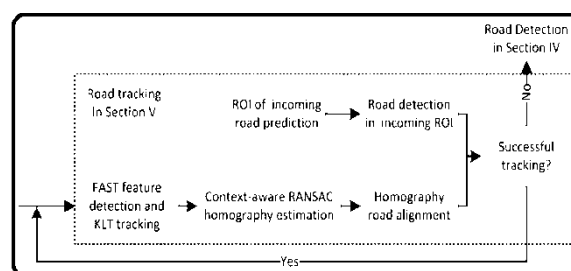 Road Detection
in Section IV
Road tracking
in Section V
ROI of incoming
road prediction
Road detection
in incoming ROI
No
Successful
tracking?
FAST feature
detection and
KLT tracking
Context-aware RANSAC
homography estimation
Homography
road alignment
Yes